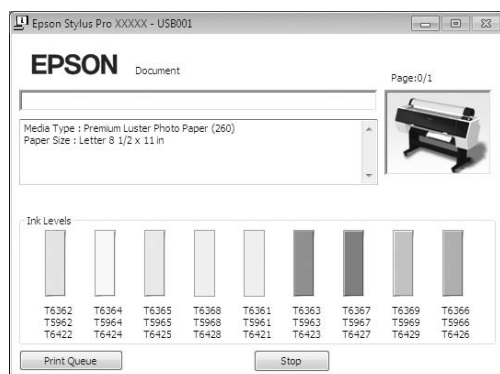 Epson Stylus Pro XXXXX - USB001
EPSON Document
Page:0/1
Media Type : Premium Luster Photo Paper (260)
Paper Size : Letter 8 1/2 x 11 in
Ink Levels
T6362 T6364 T6365 T6368 T6361 T6363 T6367 T6369 T6366
T5962 T5964 T5965 T5968 T5961 T5963 T5967 T5969 T5966
T6422 T6424 T6425 T6428 T6421 T6423 T6427 T6429 T6426
Print Queue Stop